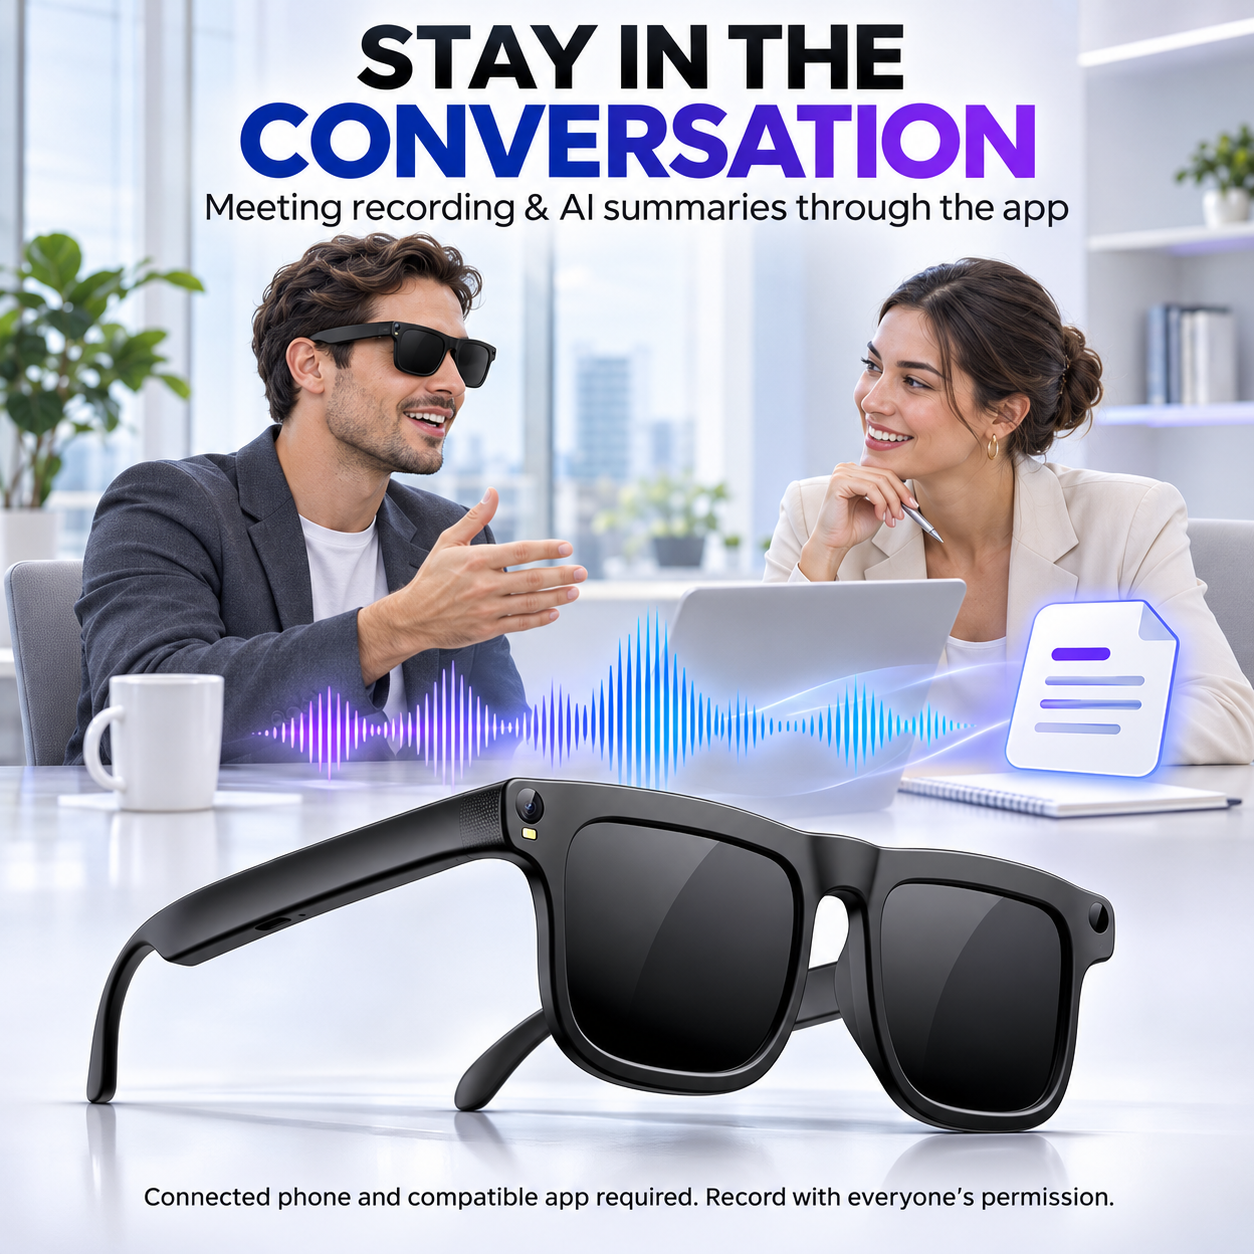 STAY IN THE
CONVERSATION
Meeting recording & AI summaries through the app
Connected phone and compatible app required. Record with everyone's permission.